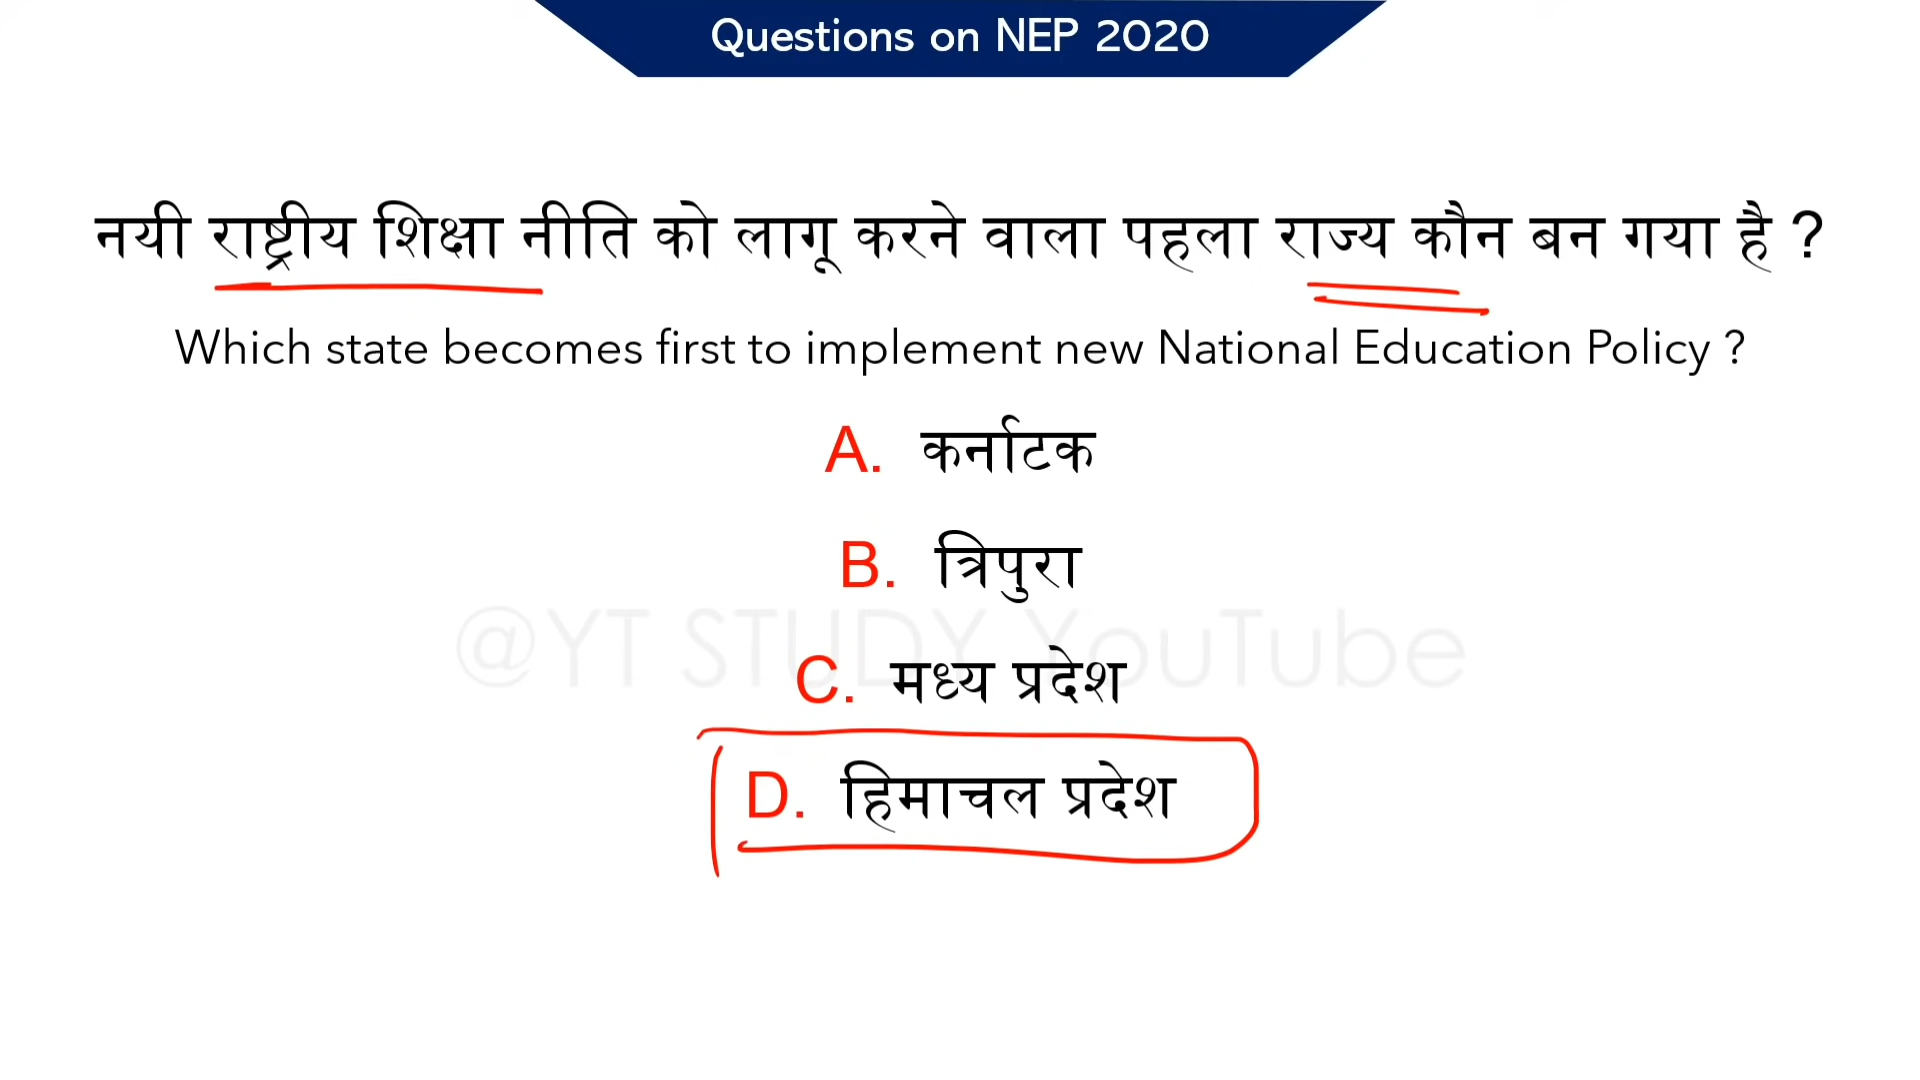 Questions on NEP 2020
नयी राष्ट्रीय शिक्षा नीति को लागू करने वाला पहला राज्य कौन बन गया है ?
Which state becomes first to implement new National Education Policy ?
A. कर्नाटक
B. त्रिपुरा
@YT STUDY YouTube
C. मध्य प्रदेश
D. हिमाचल प्रदेश